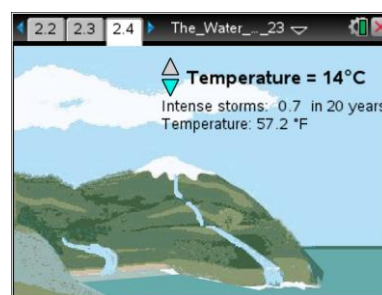 2.2 2.3 2.4 The_Water_..._23
Temperature = 14°C
Intense storms: 0.7 in 20 years
Temperature: 57.2 °F